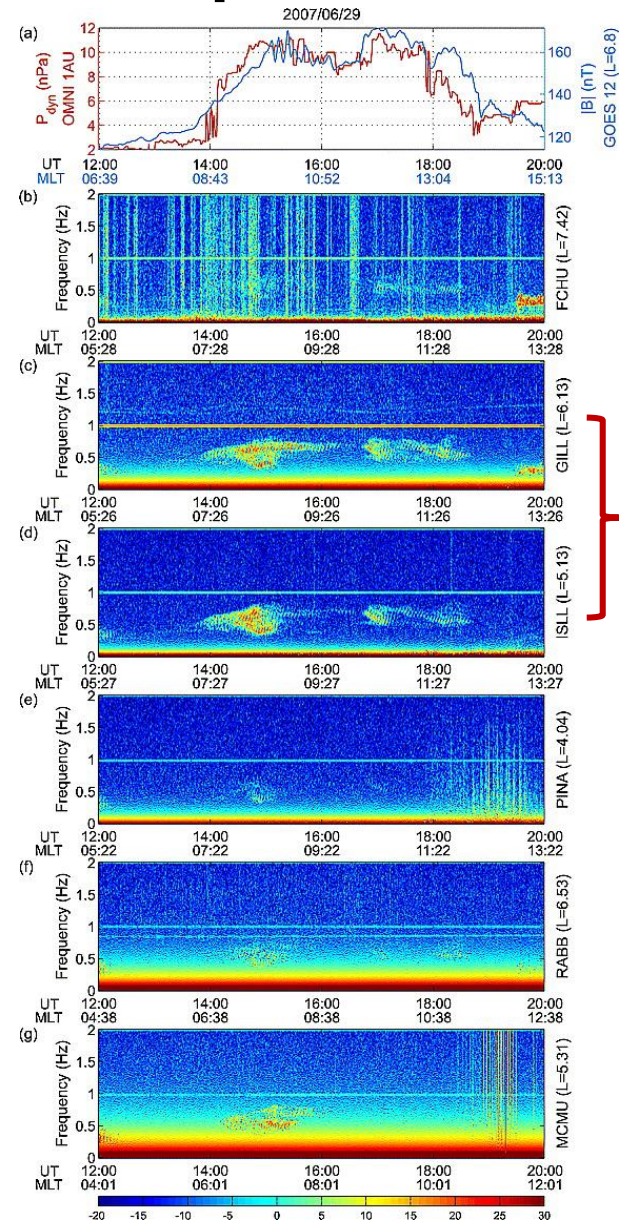 2007/06/29
(a)
12
10
8
6
4
2
P_dyn (nPa)
OMNI 1AU
160
140
120
|B| (nT)
GOES 12 (L=6.8)
UT 12:00 14:00 16:00 18:00 20:00
MLT 06:39 08:43 10:52 13:04 15:13
(b)
2
1.5
1
0.5
0
Frequency (Hz)
FCHU (L=7.42)
UT 12:00 14:00 16:00 18:00 20:00
MLT 05:28 07:28 09:28 11:28 13:28
(c)
2
1.5
1
0.5
0
Frequency (Hz)
GILL (L=6.13)
UT 12:00 14:00 16:00 18:00 20:00
MLT 05:26 07:26 09:26 11:26 13:26
(d)
2
1.5
1
0.5
0
Frequency (Hz)
ISLL (L=5.13)
UT 12:00 14:00 16:00 18:00 20:00
MLT 05:27 07:27 09:27 11:27 13:27
(e)
2
1.5
1
0.5
0
Frequency (Hz)
PINA (L=4.04)
UT 12:00 14:00 16:00 18:00 20:00
MLT 05:22 07:22 09:22 11:22 13:22
(f)
2
1.5
1
0.5
0
Frequency (Hz)
RABB (L=6.53)
UT 12:00 14:00 16:00 18:00 20:00
MLT 04:38 06:38 08:38 10:38 12:38
(g)
2
1.5
1
0.5
0
Frequency (Hz)
MCMU (L=5.31)
UT 12:00 14:00 16:00 18:00 20:00
MLT 04:01 06:01 08:01 10:01 12:01
-20 -15 -10 -5 0 5 10 15 20 25 30